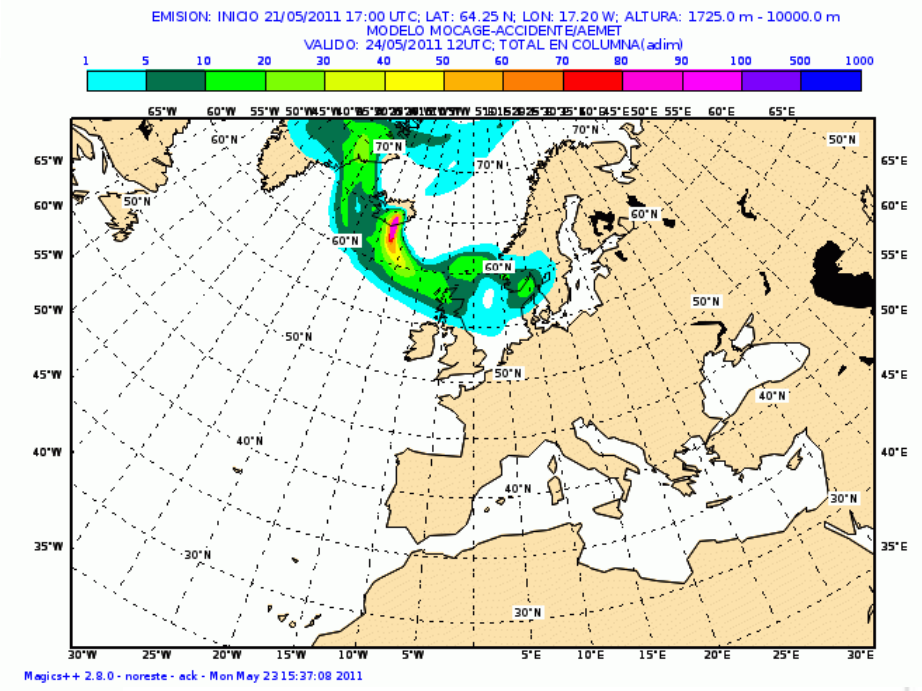 EMISION: INICIO 21/05/2011 17:00 UTC; LAT: 64.25 N; LON: 17.20 W; ALTURA: 1725.0 m - 10000.0 m
MODELO MOCAGE-ACCIDENTE/AEMET
VALIDO: 24/05/2011 12UTC; TOTAL EN COLUMNA(adim)
1 5 10 20 30 40 50 60 70 80 90 100 500 1000
65°W 60°W 55°W 50°W 45°W 40°W 45°E 50°E 55°E 60°E 65°E
60°N 70°N 70°N 70°N 50°N
65°W 65°E
50°N
60°W 60°N 60°E
60°N
55°W 60°N 55°E
50°N
50°W 50°E
50°N
45°W 50°N 45°E
40°N
40°W 40°N 40°E
40°N 30°N
35°W 30°N 35°E
30°N
30°W 25°W 20°W 15°W 10°W 5°W 5°E 10°E 15°E 20°E 25°E 30°E
Magics++ 2.8.0 - noreste - ack - Mon May 23 15:37:08 2011